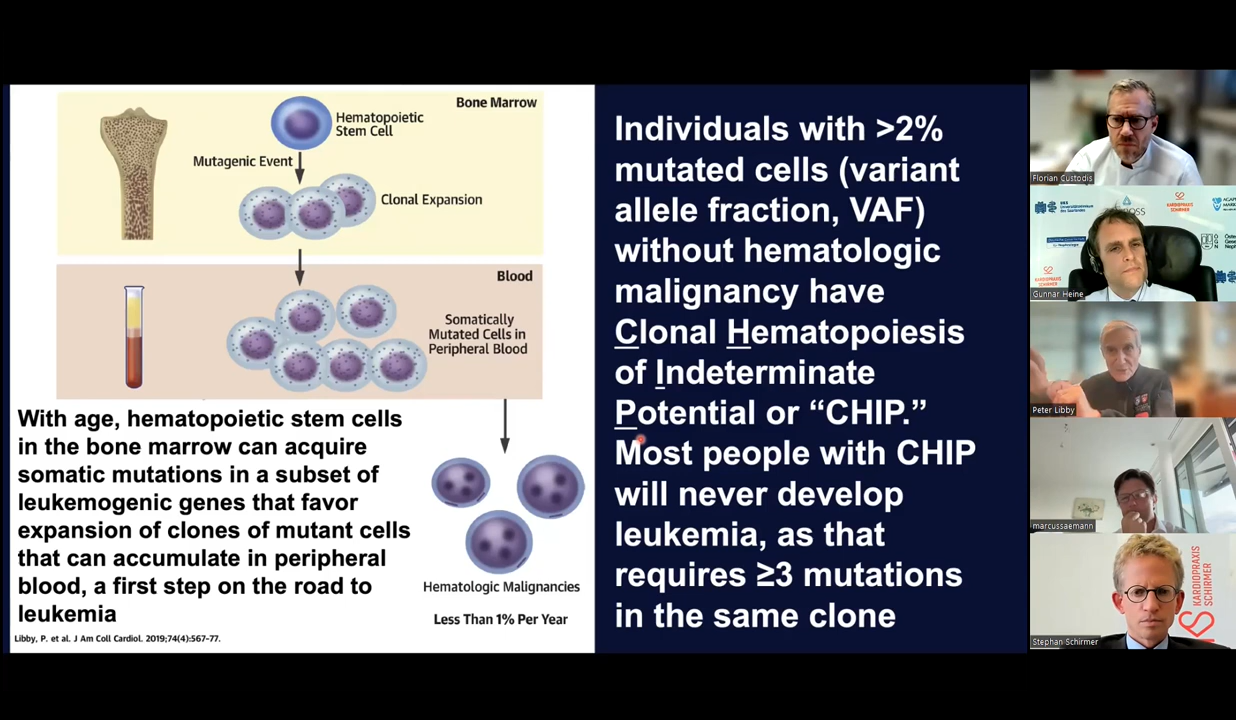 Bone Marrow
Hematopoietic
Stem Cell
Mutagenic Event
Clonal Expansion
Blood
Somatically
Mutated Cells in
Peripheral Blood
With age, hematopoietic stem cells
in the bone marrow can acquire
somatic mutations in a subset of
leukemogenic genes that favor
expansion of clones of mutant cells
that can accumulate in peripheral
blood, a first step on the road to
leukemia
Hematologic Malignancies
Less Than 1% Per Year
Libby, P. et al. J Am Coll Cardiol. 2019;74(4):567–77.
Individuals with >2%
mutated cells (variant
allele fraction, VAF)
without hematologic
malignancy have
Clonal Hematopoiesis
of Indeterminate
Potential or “CHIP.”
Most people with CHIP
will never develop
leukemia, as that
requires ≥3 mutations
in the same clone
Florian Custodis
KARDIOPRAXIS
SCHIRMER
Gunnar Heine
Peter Libby
marcussaemann
KARDIOPRAXIS
SCHIRMER
Stephan Schirmer